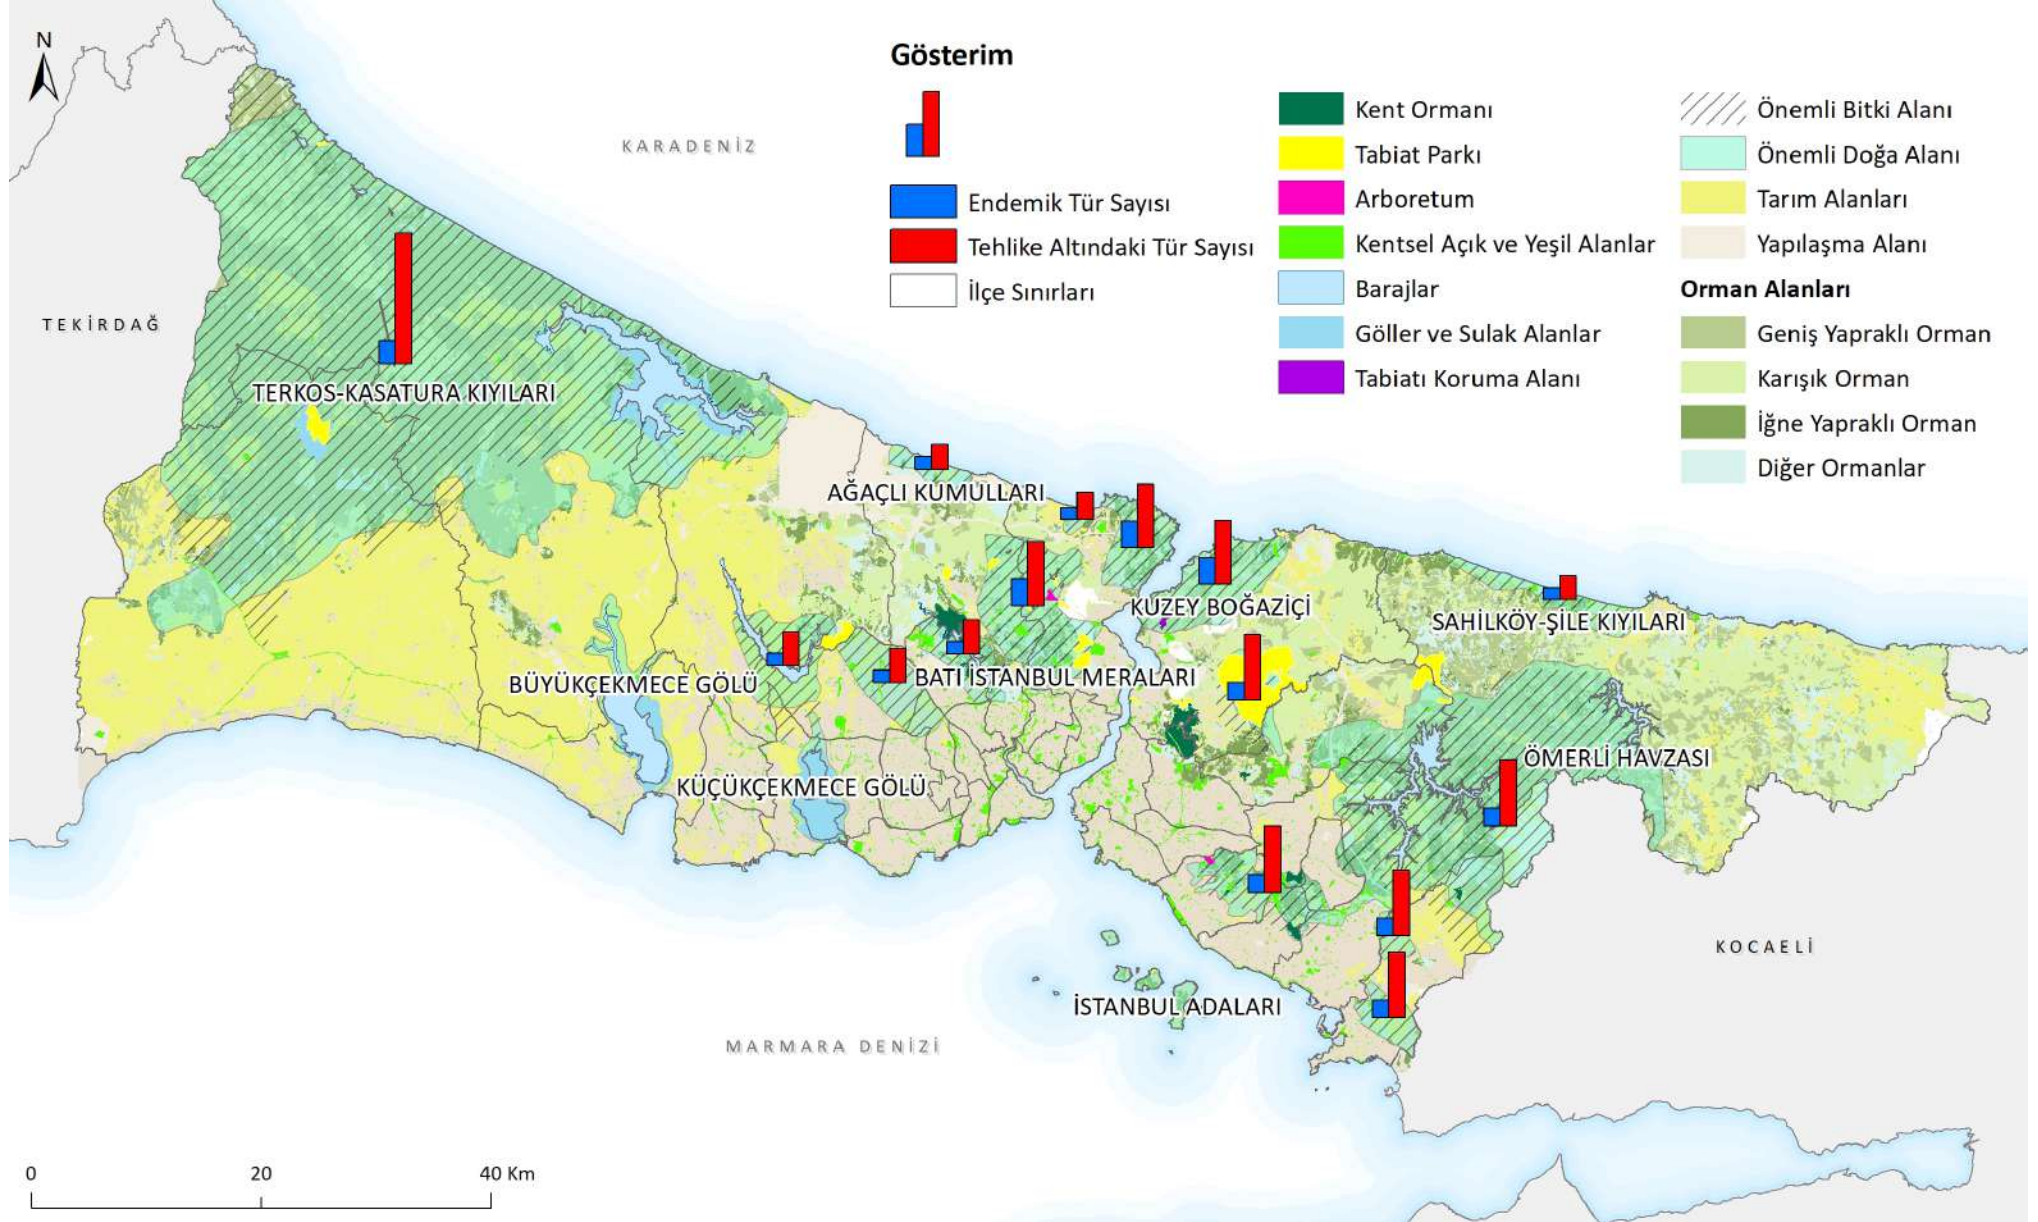 N
Gösterim
Endemik Tür Sayısı
Tehlike Altındaki Tür Sayısı
İlçe Sınırları
Kent Ormanı
Tabiat Parkı
Arboretum
Kentsel Açık ve Yeşil Alanlar
Barajlar
Göller ve Sulak Alanlar
Tabiatı Koruma Alanı
Önemli Bitki Alanı
Önemli Doğa Alanı
Tarım Alanları
Yapılaşma Alanı
Orman Alanları
Geniş Yapraklı Orman
Karışık Orman
İğne Yapraklı Orman
Diğer Ormanlar
KARADENİZ
TEKİRDAĞ
TERKOS-KASATURA KIYILARI
AĞAÇLI KUMULLARI
KUZEY BOĞAZİÇİ
SAHİLKÖY-ŞİLE KIYILARI
BÜYÜKÇEKMECE GÖLÜ
BATI İSTANBUL MERALARI
ÖMERLİ HAVZASI
KÜÇÜKÇEKMECE GÖLÜ
KOCAELİ
İSTANBUL ADALARI
MARMARA DENİZİ
0 20 40 Km